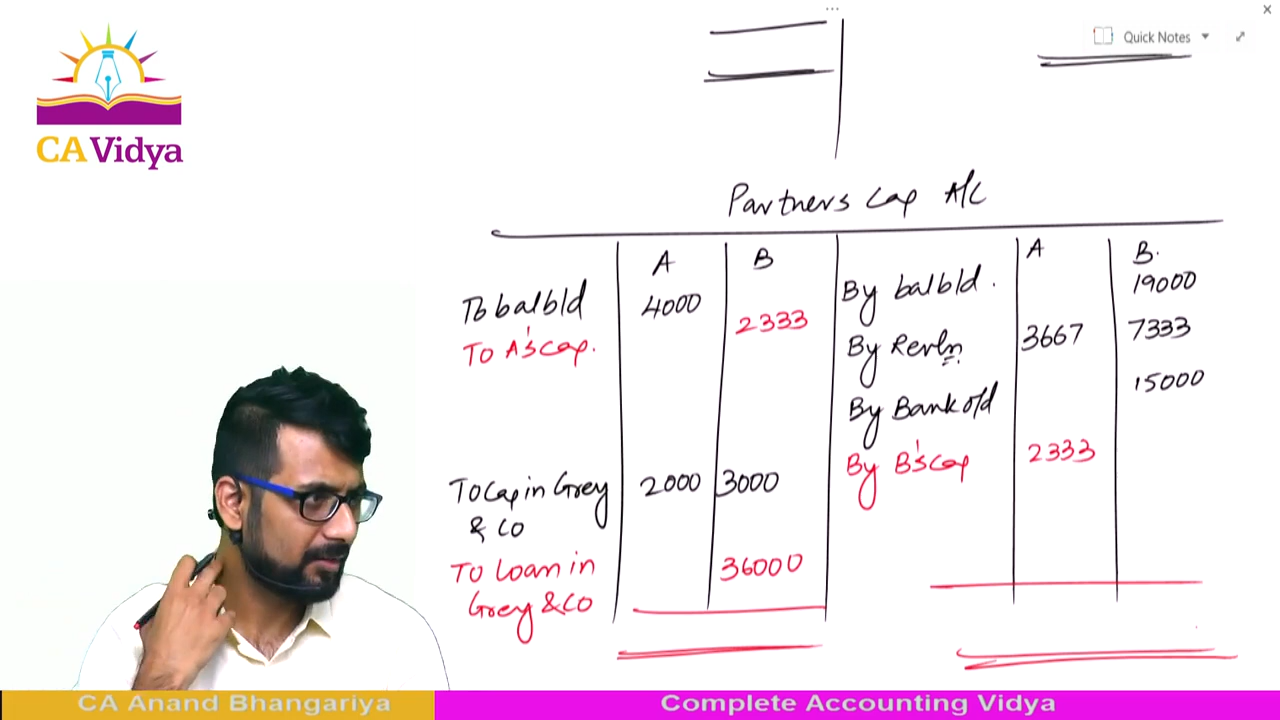 Quick Notes
CA Vidya
Partners Cap A/C
A B A B.
To bal b/d 4000 By bal b/d. 19000
To A's Cap. 2333 By Revln. 3667 7333
By Bank o/d 15000
By B's Cap 2333
To Cap in Grey 2000 3000
& Co
To Loan in 36000
Grey & Co
CA Anand Bhangariya Complete Accounting Vidya